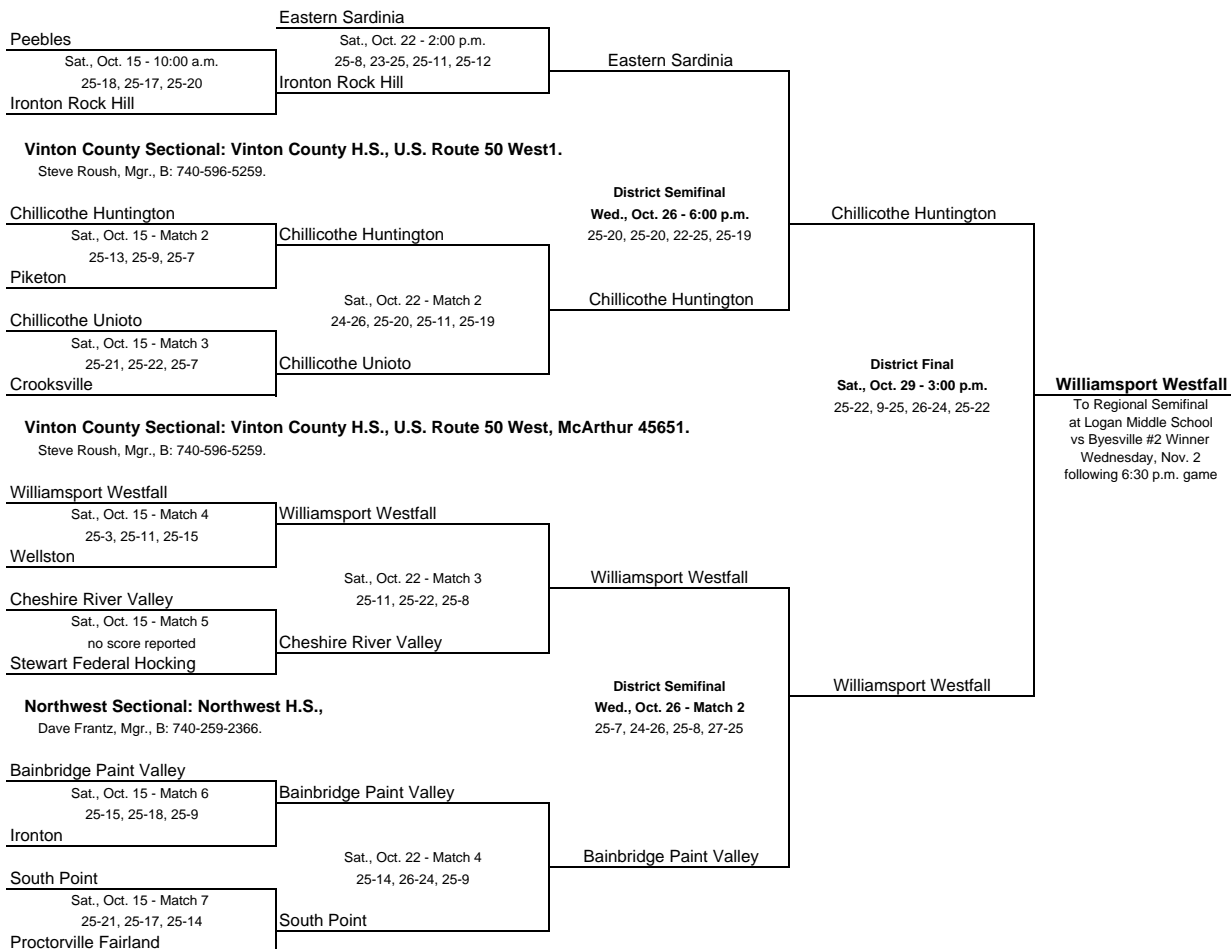 Eastern Sardinia
Peebles
Sat., Oct. 22 - 2:00 p.m.
Sat., Oct. 15 - 10:00 a.m.
25-8, 23-25, 25-11, 25-12
Eastern Sardinia
25-18, 25-17, 25-20
Ironton Rock Hill
Ironton Rock Hill
Vinton County Sectional: Vinton County H.S., U.S. Route 50 West1.
Steve Roush, Mgr., B: 740-596-5259.
District Semifinal
Wed., Oct. 26 - 6:00 p.m.
25-20, 25-20, 22-25, 25-19
Chillicothe Huntington
Chillicothe Huntington
Sat., Oct. 15 - Match 2
25-13, 25-9, 25-7
Chillicothe Huntington
Piketon
Sat., Oct. 22 - Match 2
24-26, 25-20, 25-11, 25-19
Chillicothe Huntington
Chillicothe Unioto
Sat., Oct. 15 - Match 3
25-21, 25-22, 25-7
Chillicothe Unioto
Crooksville
District Final
Sat., Oct. 29 - 3:00 p.m.
25-22, 9-25, 26-24, 25-22
Williamsport Westfall
To Regional Semifinal
at Logan Middle School
vs Byesville #2 Winner
Wednesday, Nov. 2
following 6:30 p.m. game
Vinton County Sectional: Vinton County H.S., U.S. Route 50 West, McArthur 45651.
Steve Roush, Mgr., B: 740-596-5259.
Williamsport Westfall
Sat., Oct. 15 - Match 4
25-3, 25-11, 25-15
Williamsport Westfall
Wellston
Sat., Oct. 22 - Match 3
25-11, 25-22, 25-8
Williamsport Westfall
Cheshire River Valley
Sat., Oct. 15 - Match 5
no score reported
Cheshire River Valley
Stewart Federal Hocking
District Semifinal
Wed., Oct. 26 - Match 2
25-7, 24-26, 25-8, 27-25
Williamsport Westfall
Northwest Sectional: Northwest H.S.,
Dave Frantz, Mgr., B: 740-259-2366.
Bainbridge Paint Valley
Sat., Oct. 15 - Match 6
25-15, 25-18, 25-9
Bainbridge Paint Valley
Ironton
Sat., Oct. 22 - Match 4
25-14, 26-24, 25-9
Bainbridge Paint Valley
South Point
Sat., Oct. 15 - Match 7
25-21, 25-17, 25-14
South Point
Proctorville Fairland